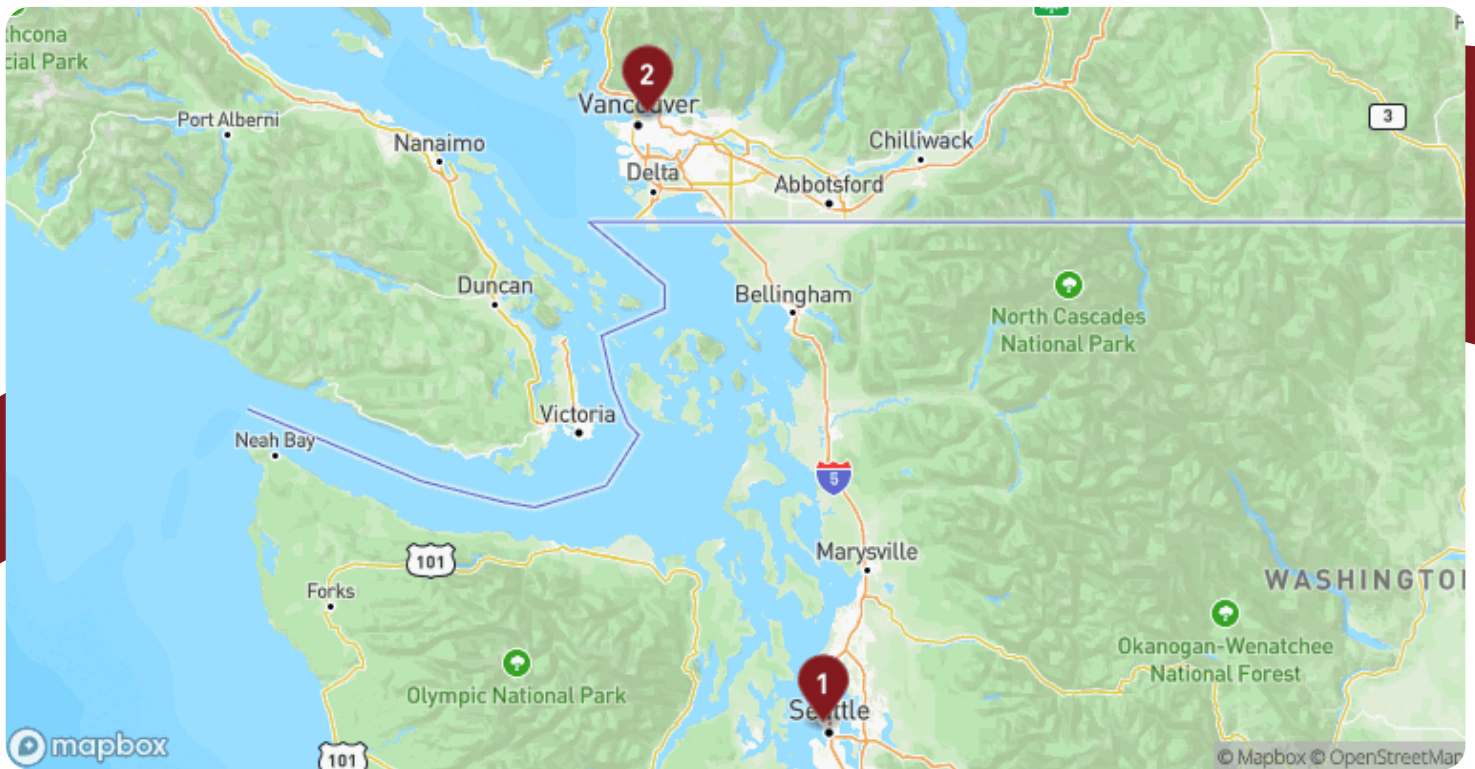 thcona
cial Park
2
Vancouver
Port Alberni
3
Nanaimo
Chilliwack
Delta
Abbotsford
Duncan
Bellingham
North Cascades
National Park
Victoria
Neah Bay
5
Marysville
101
WASHINGTO
Forks
Okanogan-Wenatchee
National Forest
1
Olympic National Park
Seattle
mapbox
101
© Mapbox © OpenStreetMap